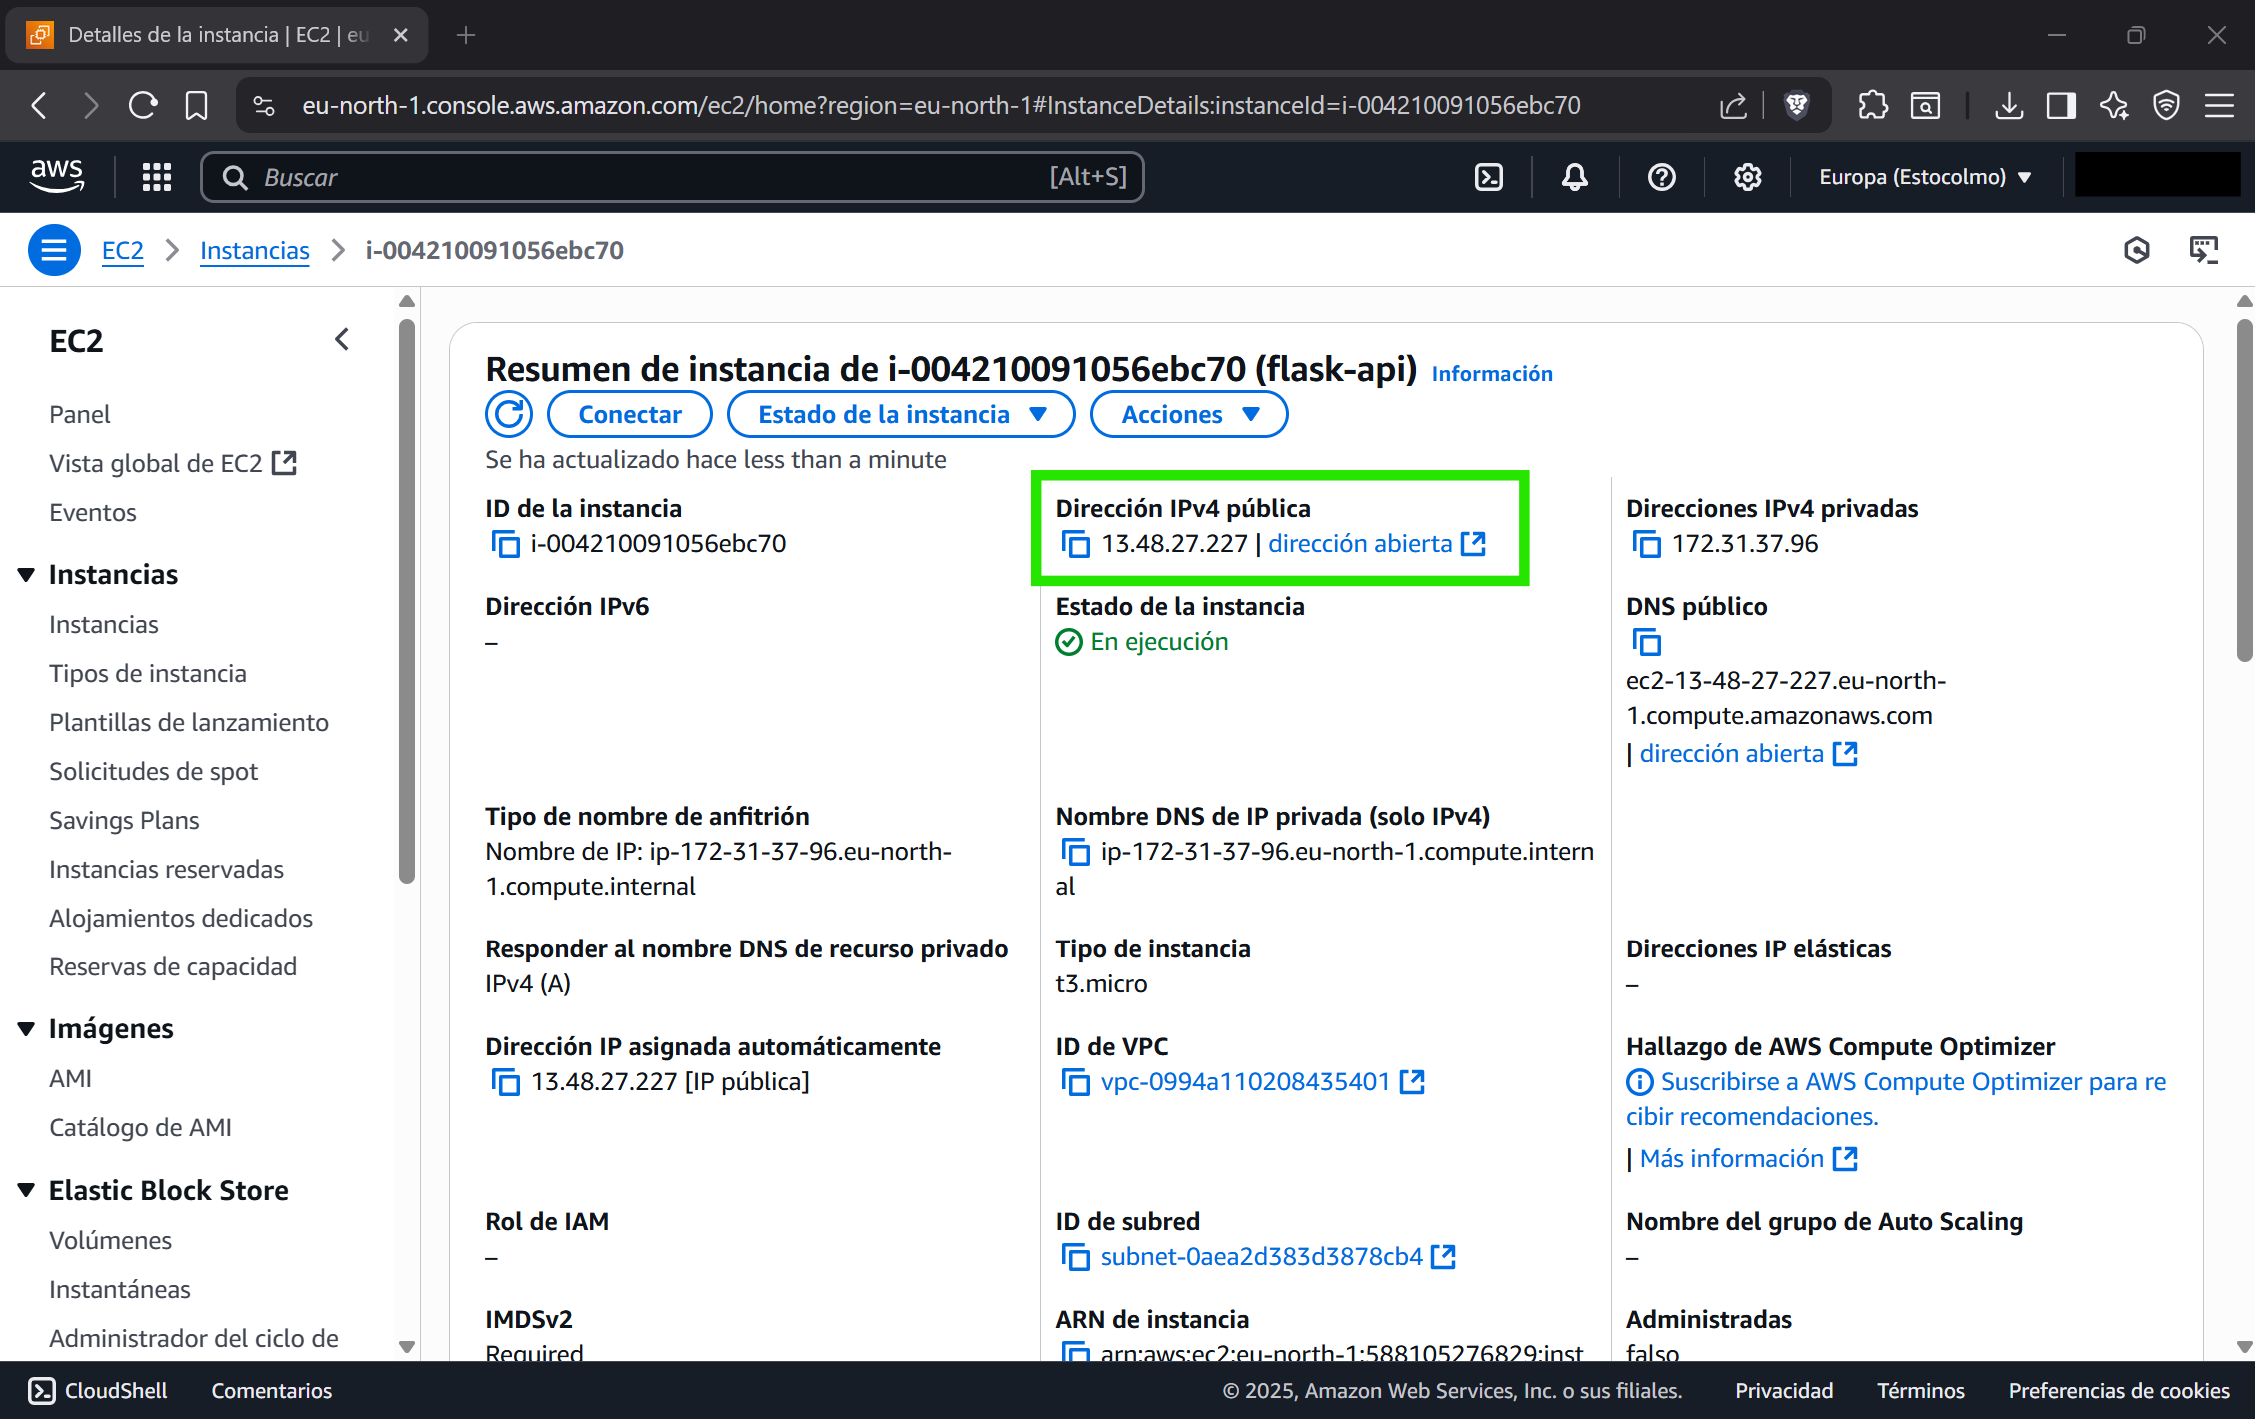 Detalles de la instancia | EC2 | eu
eu-north-1.console.aws.amazon.com/ec2/home?region=eu-north-1#InstanceDetails:instanceId=i-004210091056ebc70
aws
Buscar
[Alt+S]
Europa (Estocolmo)
EC2
Instancias
i-004210091056ebc70
EC2
Panel
Vista global de EC2
Eventos
Instancias
Instancias
Tipos de instancia
Plantillas de lanzamiento
Solicitudes de spot
Savings Plans
Instancias reservadas
Alojamientos dedicados
Reservas de capacidad
Imágenes
AMI
Catálogo de AMI
Elastic Block Store
Volúmenes
Instantáneas
Administrador del ciclo de
Resumen de instancia de i-004210091056ebc70 (flask-api) Información
Conectar
Estado de la instancia
Acciones
Se ha actualizado hace less than a minute
ID de la instancia
i-004210091056ebc70
Dirección IPv4 pública
13.48.27.227 | dirección abierta
Direcciones IPv4 privadas
172.31.37.96
Dirección IPv6
–
Estado de la instancia
En ejecución
DNS público
ec2-13-48-27-227.eu-north-
1.compute.amazonaws.com
| dirección abierta
Tipo de nombre de anfitrión
Nombre de IP: ip-172-31-37-96.eu-north-
1.compute.internal
Nombre DNS de IP privada (solo IPv4)
ip-172-31-37-96.eu-north-1.compute.intern
al
Responder al nombre DNS de recurso privado
IPv4 (A)
Tipo de instancia
t3.micro
Direcciones IP elásticas
–
Dirección IP asignada automáticamente
13.48.27.227 [IP pública]
ID de VPC
vpc-0994a110208435401
Hallazgo de AWS Compute Optimizer
Suscribirse a AWS Compute Optimizer para re
cibir recomendaciones.
| Más información
Rol de IAM
–
ID de subred
subnet-0aea2d383d3878cb4
Nombre del grupo de Auto Scaling
–
IMDSv2
Required
ARN de instancia
arn:aws:ec2:eu-north-1:588105276829:inst
Administradas
falso
CloudShell
Comentarios
© 2025, Amazon Web Services, Inc. o sus filiales.
Privacidad
Términos
Preferencias de cookies